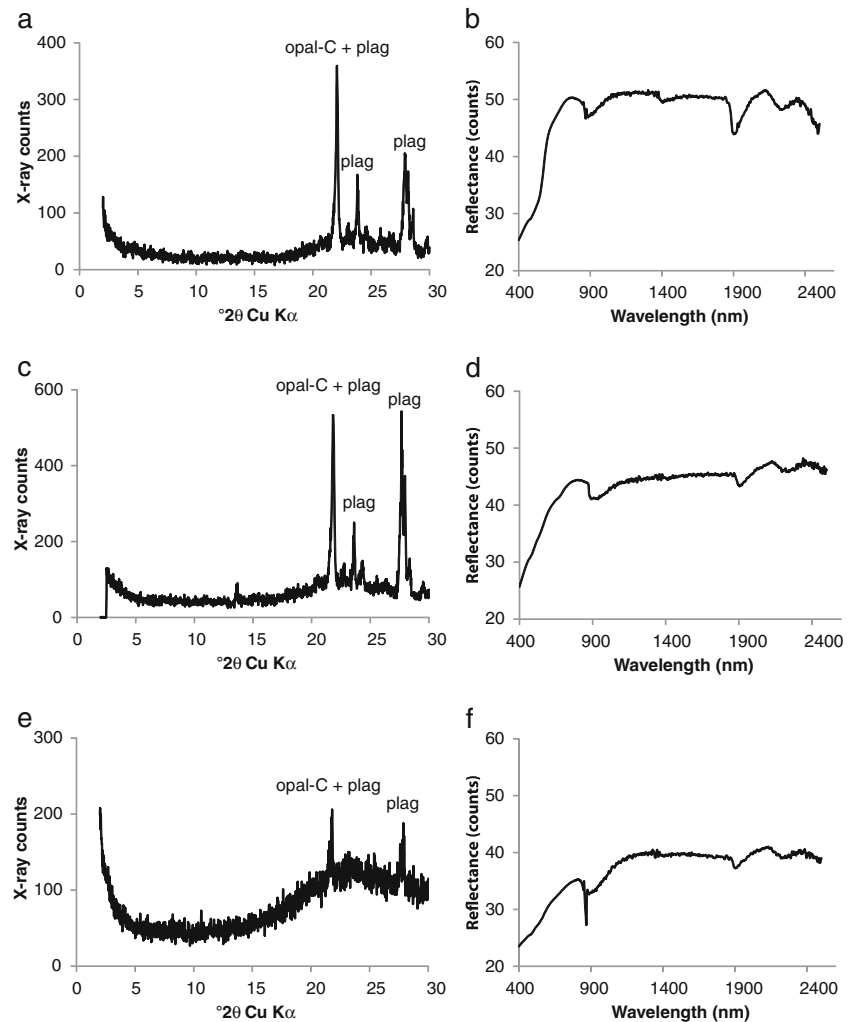 a
opal-C + plag
plag
plag
X-ray counts
400
300
200
100
0
0 5 10 15 20 25 30
°2θ Cu Kα
b
Reflectance (counts)
60
50
40
30
20
400 900 1400 1900 2400
Wavelength (nm)
c
opal-C + plag
plag
plag
X-ray counts
600
400
200
0
0 5 10 15 20 25 30
°2θ Cu Kα
d
Reflectance (counts)
60
50
40
30
20
400 900 1400 1900 2400
Wavelength (nm)
e
opal-C + plag
plag
X-ray counts
300
200
100
0
0 5 10 15 20 25 30
°2θ Cu Kα
f
Reflectance (counts)
60
50
40
30
20
400 900 1400 1900 2400
Wavelength (nm)